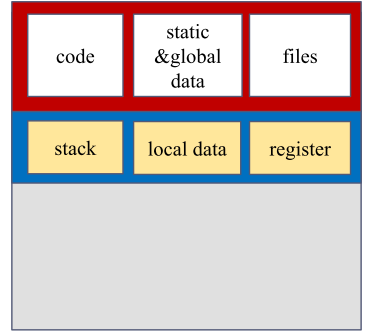 code
static
&global
data
files
stack
local data
register